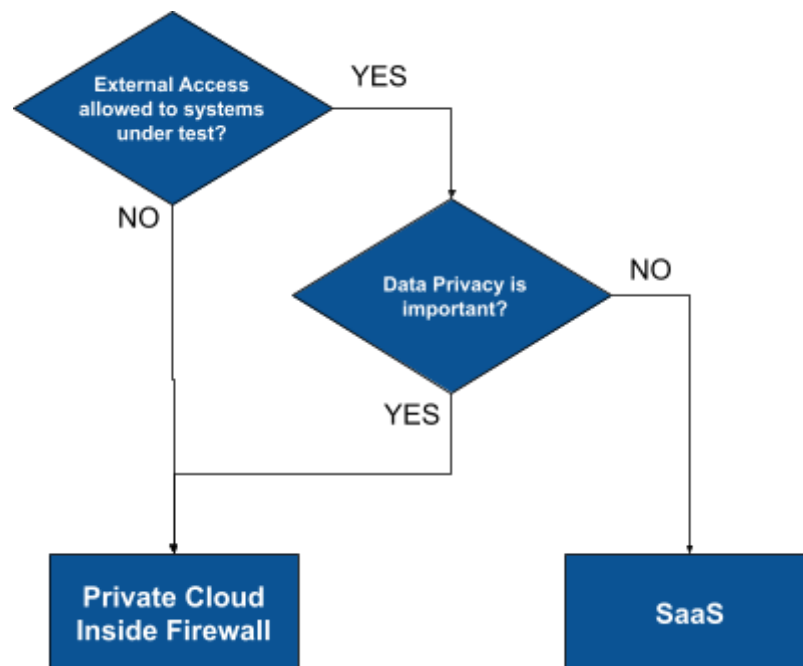 External Access
allowed to systems
under test?
YES
NO
Data Privacy is
important?
NO
YES
Private Cloud
Inside Firewall
SaaS